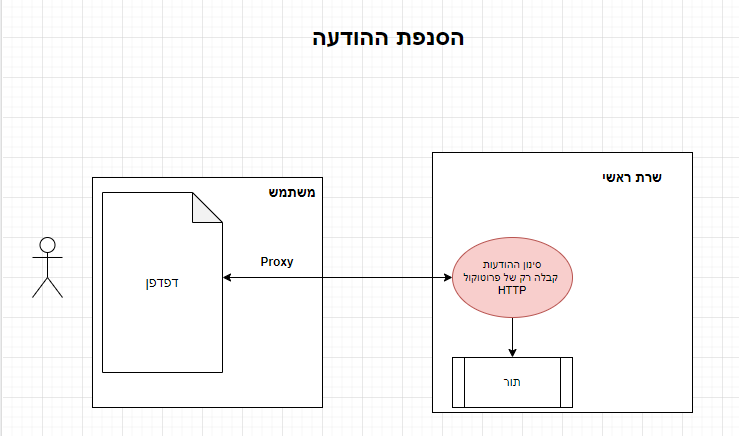 הסנפת ההודעה
שרת ראשי
משתמש
Proxy
דפדפן
סינון ההודעות
קבלה רק של פרוטוקול
HTTP
תור